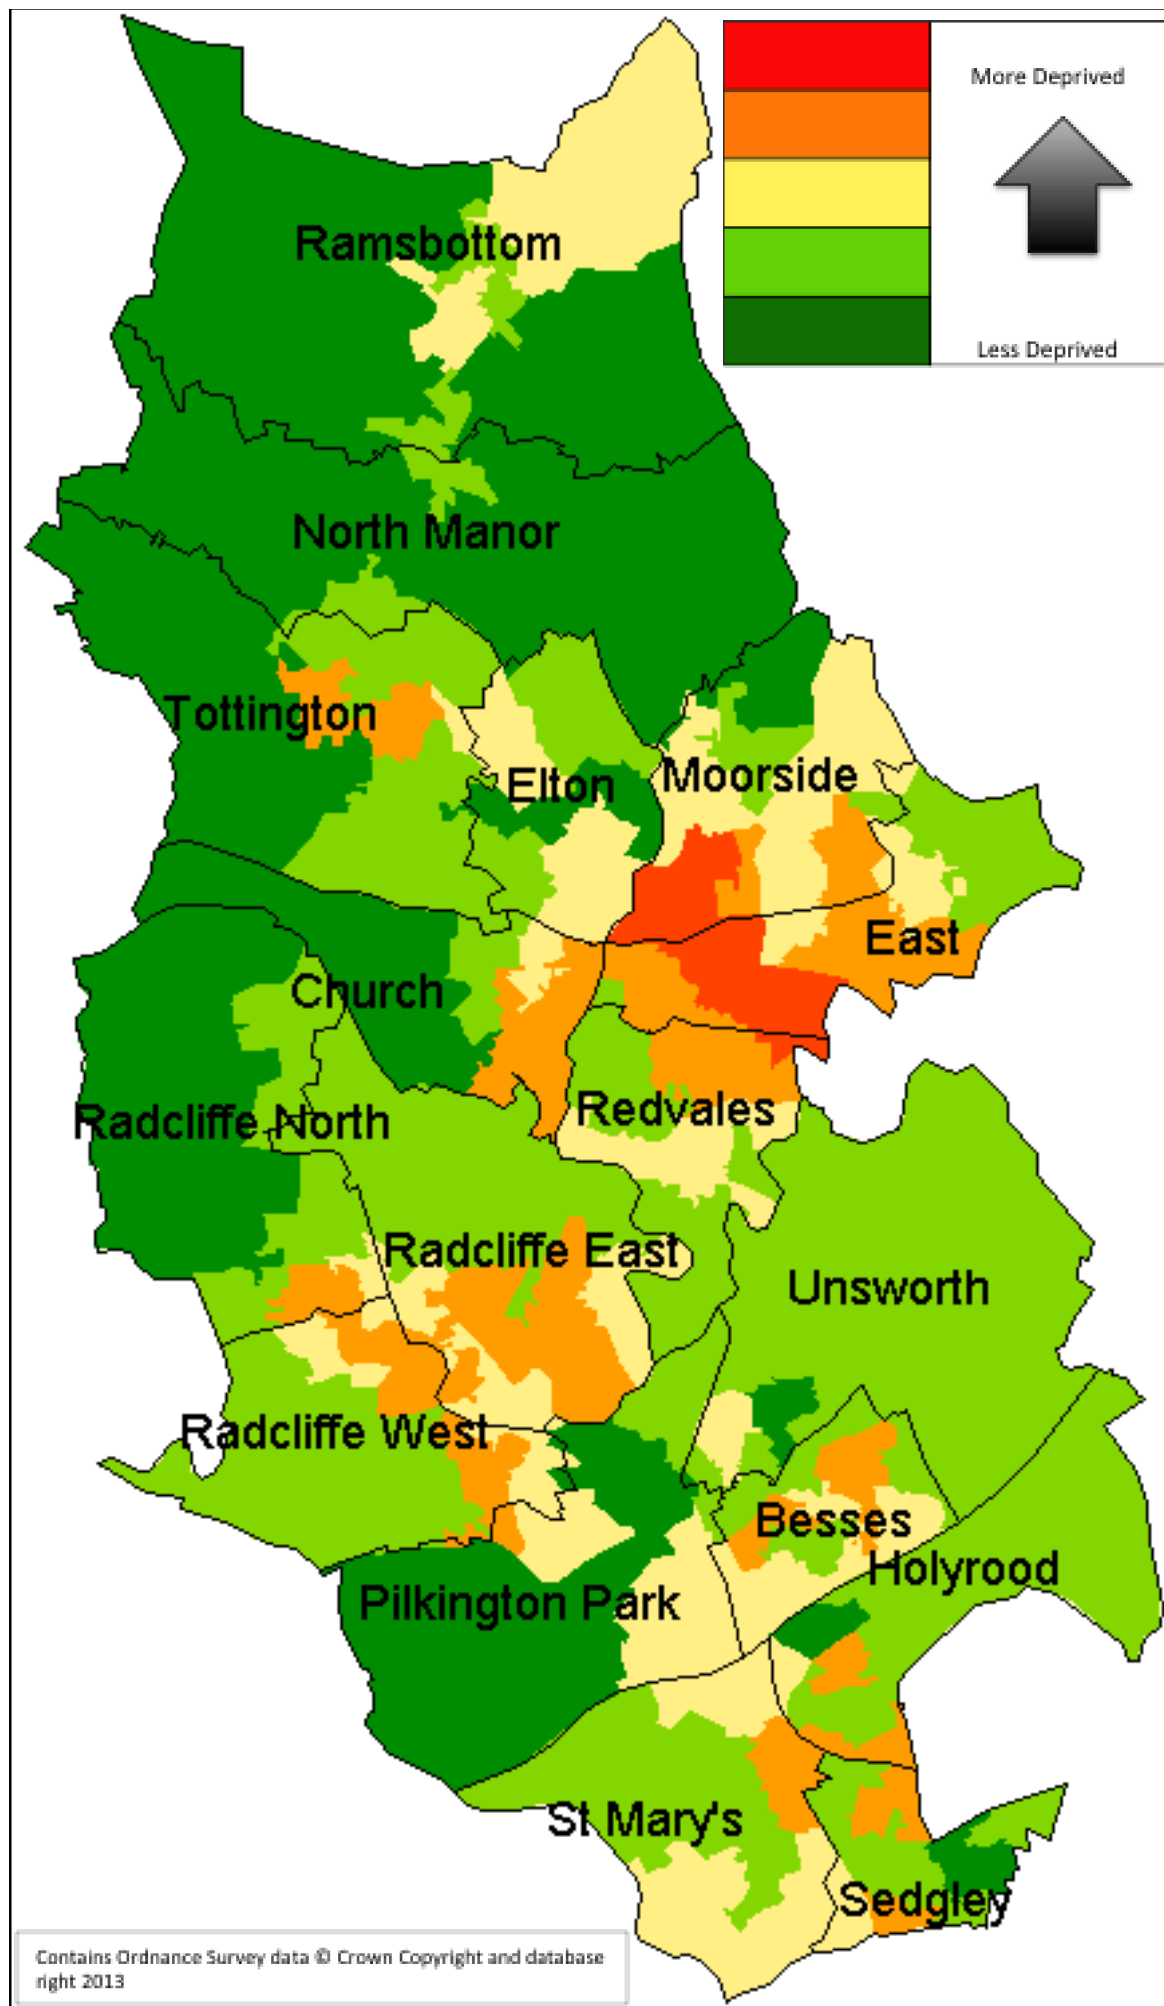 More Deprived
Less Deprived
Ramsbottom
North Manor
Tottington
Elton
Moorside
East
Church
Radcliffe North
Redvales
Radcliffe East
Unsworth
Radcliffe West
Besses
Holyrood
Pilkington Park
St Mary's
Sedgley
Contains Ordnance Survey data © Crown Copyright and database
right 2013